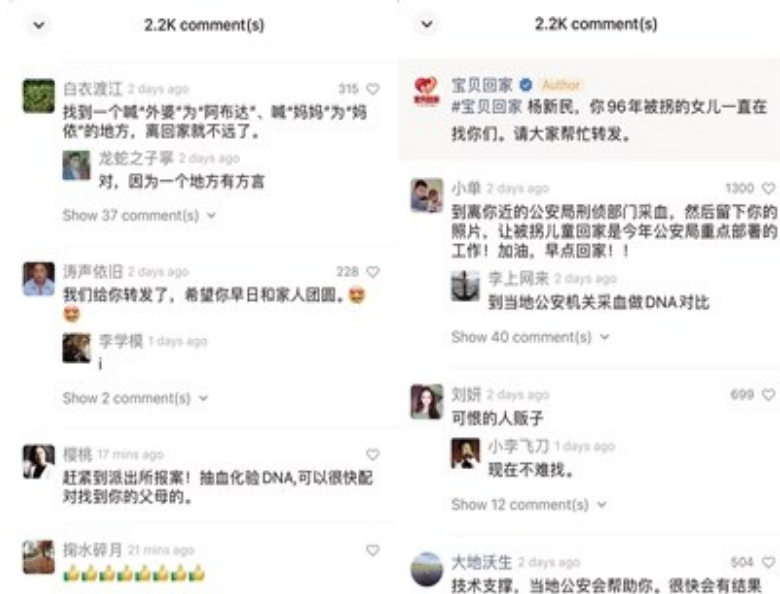 2.2K comment(s)
白衣渡江 2 days ago 315
找到一个喊"外婆"为"阿布达"、喊"妈妈"为"妈
依"的地方，离回家就不远了。
龙蛇之子寧 2 days ago
对，因为一个地方有方言
Show 37 comment(s)
涛声依旧 2 days ago 228
我们给你转发了，希望你早日和家人团圆。😍
😍
李学模 1 days ago
i
Show 2 comment(s)
樱桃 17 mins ago
赶紧到派出所报案！抽血化验DNA,可以很快配
对找到你的父母的。
掬水碎月 21 mins ago
👍👍👍👍👍👍👍👍
2.2K comment(s)
宝贝回家 Author
#宝贝回家 杨新民，你96年被拐的女儿一直在
找你们。请大家帮忙转发。
小单 2 days ago 1300
到离你近的公安局刑侦部门采血，然后留下你的
照片，让被拐儿童回家是今年公安局重点部署的
工作！加油，早点回家！！
李上网来 2 days ago
到当地公安机关采血做DNA对比
Show 40 comment(s)
刘妍 2 days ago 699
可恨的人贩子
小李飞刀 1 days ago
现在不难找。
Show 12 comment(s)
大地沃生 2 days ago 504
技术支撑，当地公安会帮助你。很快会有结果